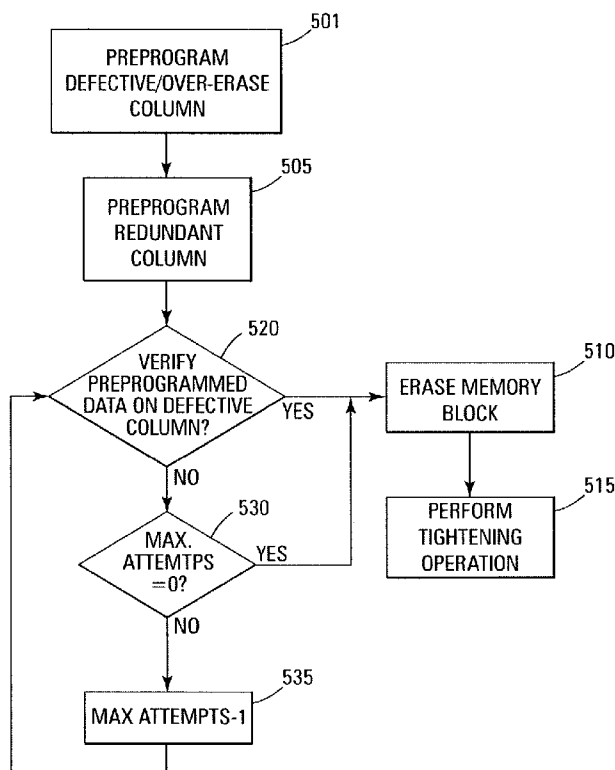 501
PREPROGRAM
DEFECTIVE/OVER-ERASE
COLUMN
505
PREPROGRAM
REDUNDANT
COLUMN
520
VERIFY
PREPROGRAMMED
DATA ON DEFECTIVE
COLUMN?
YES
NO
510
ERASE MEMORY
BLOCK
515
PERFORM
TIGHTENING
OPERATION
530
MAX.
ATTEMTPS
=0?
YES
NO
535
MAX ATTEMPTS-1